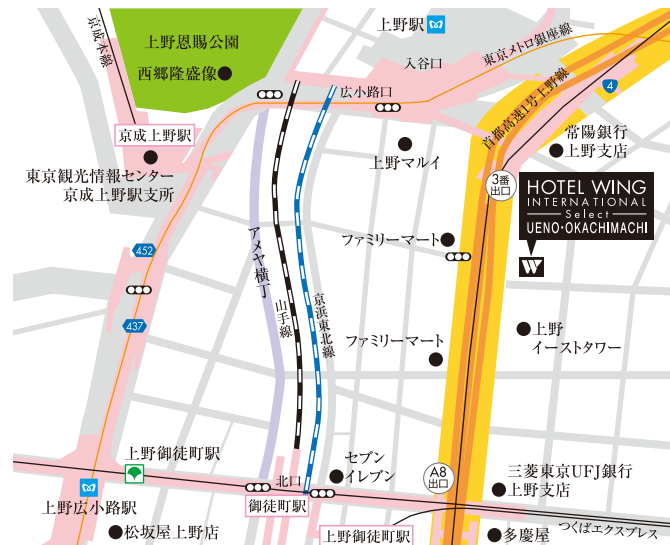 上野恩賜公園
西郷隆盛像
京成本線
上野駅
東京メトロ銀座線
入谷口
広小路口
首都高速1号上野線
4
京成上野駅
東京観光情報センター
京成上野駅支所
上野マルイ
常陽銀行
上野支店
3番
出口
HOTEL WING
INTERNATIONAL
Select
UENO・OKACHIMACHI
W
アメヤ横丁
ファミリーマート
452
437
山手線
京浜東北線
上野
イーストタワー
ファミリーマート
上野御徒町駅
セブン
イレブン
A8
出口
三菱東京UFJ銀行
上野支店
北口
御徒町駅
上野広小路駅
松坂屋上野店
上野御徒町駅
つくばエクスプレス
多慶屋